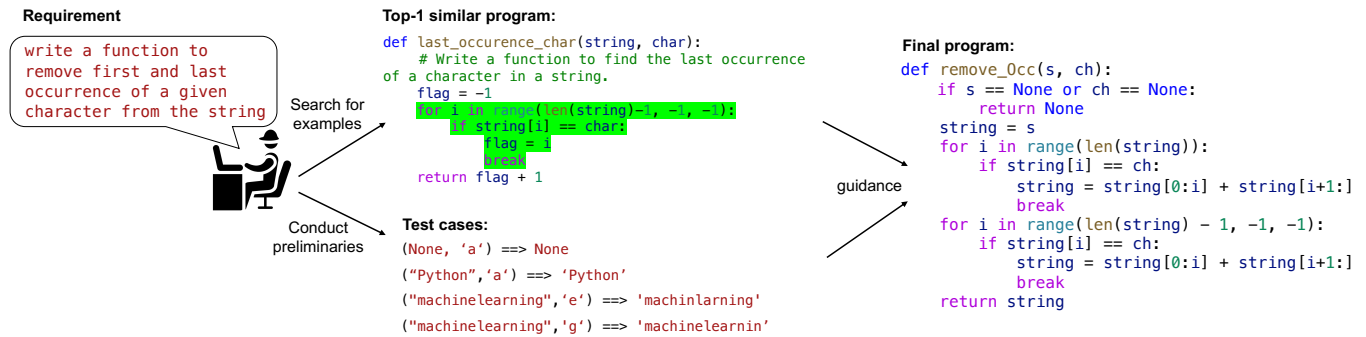 Requirement
write a function to
remove first and last
occurrence of a given
character from the string
Search for
examples
Conduct
preliminaries
Top-1 similar program:
def last_occurence_char(string, char):
    # Write a function to find the last occurrence
of a character in a string.
    flag = –1
    for i in range(len(string)–1, –1, –1):
        if string[i] == char:
            flag = i
            break
    return flag + 1
Test cases:
(None, ‘a‘) ==> None
(“Python”,‘a‘) ==> ‘Python’
("machinelearning",‘e‘) ==> 'machinlarning'
("machinelearning",'g‘) ==> 'machinelearnin’
guidance
Final program:
def remove_Occ(s, ch):
    if s == None or ch == None:
        return None
    string = s
    for i in range(len(string)):
        if string[i] == ch:
            string = string[0:i] + string[i+1:]
            break
    for i in range(len(string) – 1, –1, –1):
        if string[i] == ch:
            string = string[0:i] + string[i+1:]
            break
    return string